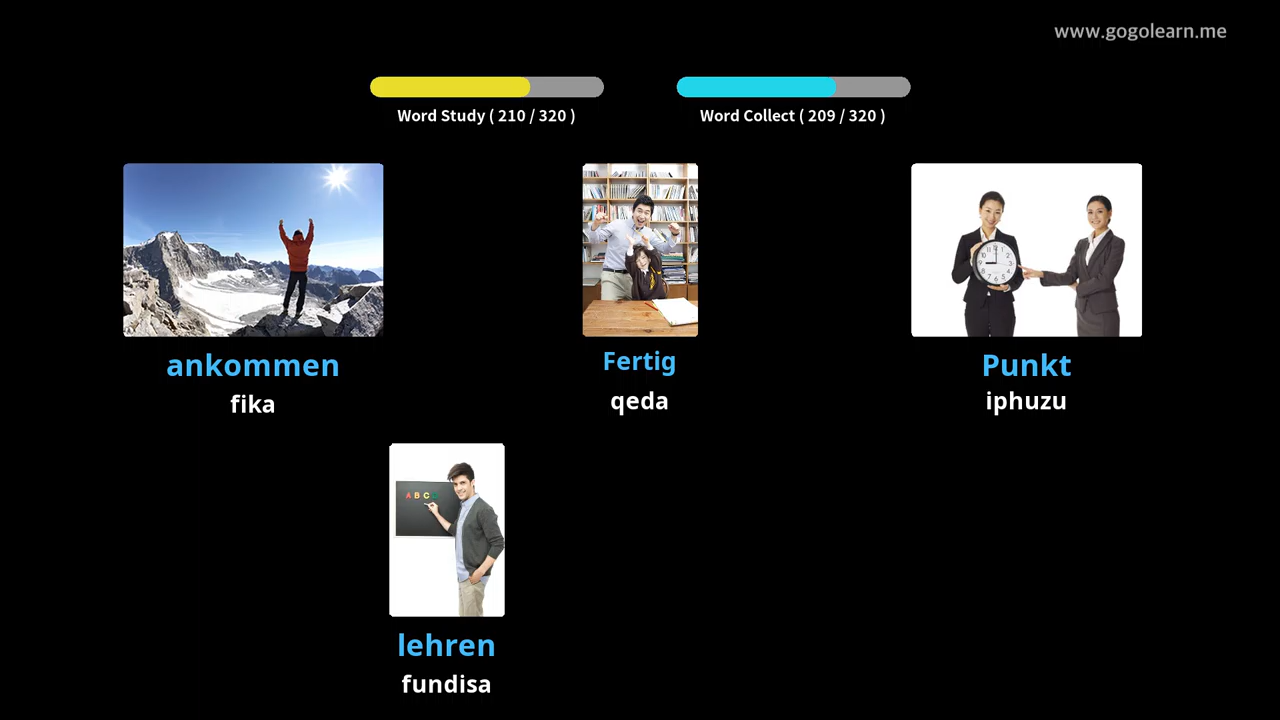 www.gogolearn.me
Word Study ( 210 / 320 )
Word Collect ( 209 / 320 )
ankommen
fika
Fertig
qeda
Punkt
iphuzu
A B C
lehren
fundisa